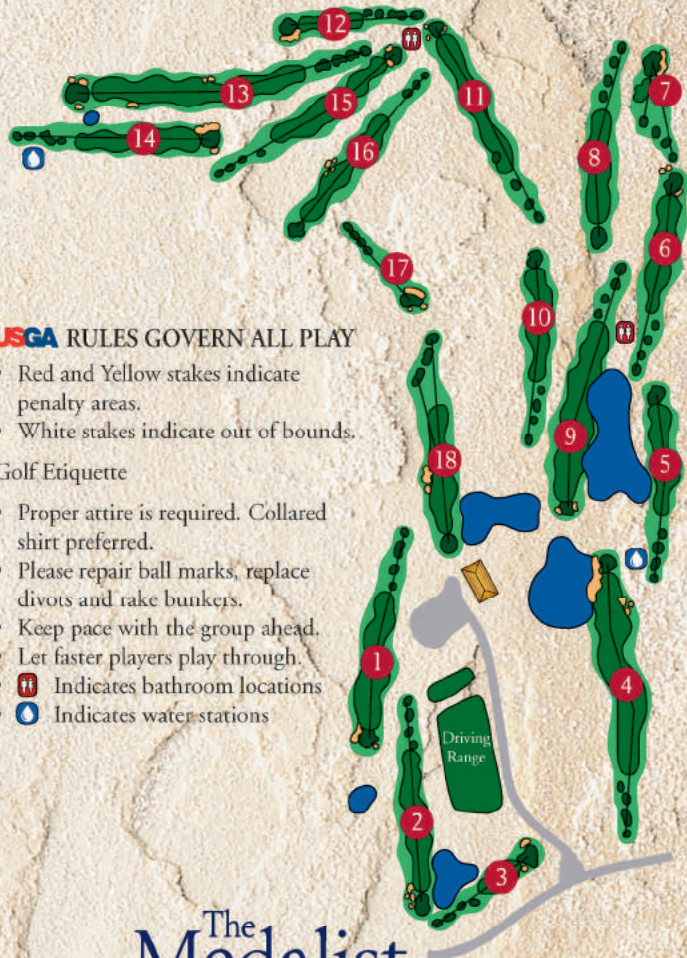 12
13
15
11
7
14
16
8
17
6
10
USGA RULES GOVERN ALL PLAY
Red and Yellow stakes indicate
penalty areas.
White stakes indicate out of bounds.
9
18
5
Golf Etiquette
Proper attire is required. Collared
shirt preferred.
Please repair ball marks, replace
divots and rake bunkers.
Keep pace with the group ahead.
Let faster players play through.
Indicates bathroom locations
Indicates water stations
1
4
Driving
Range
2
3
The
Medalist